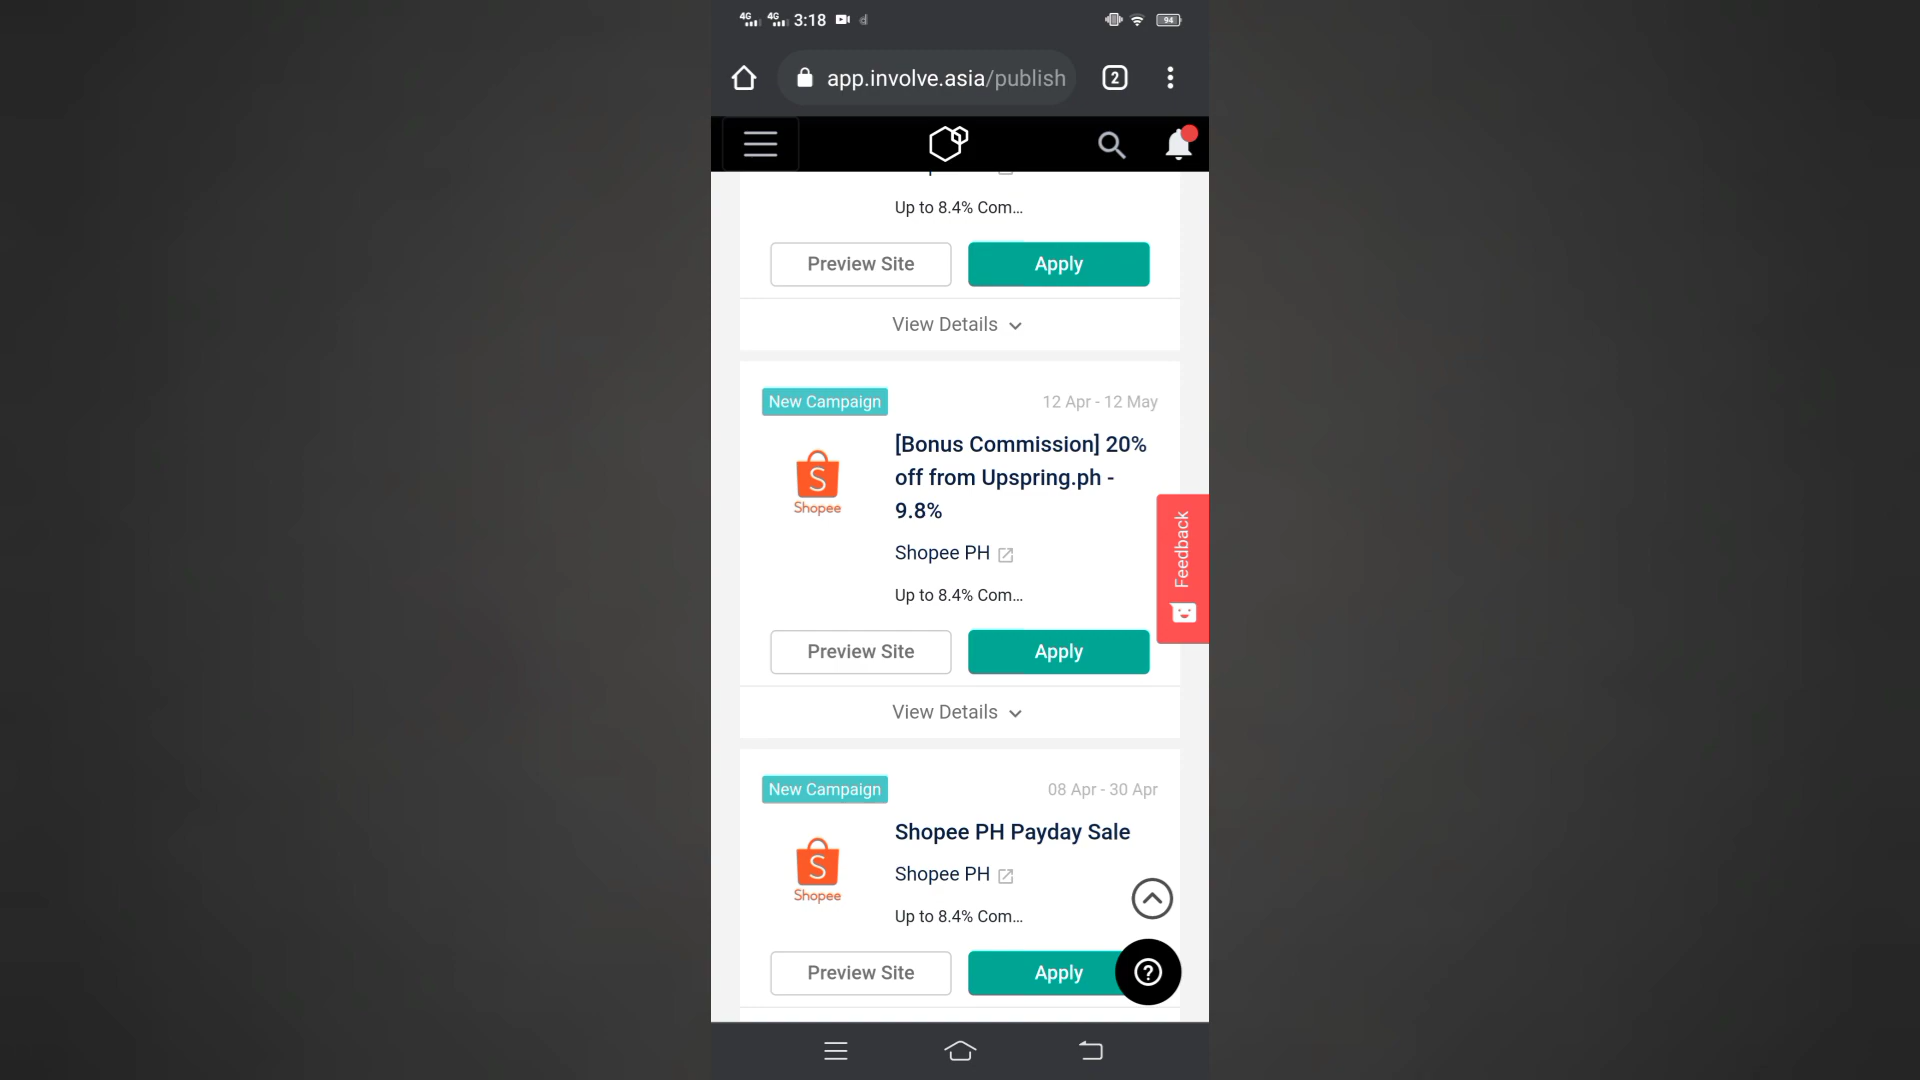 4G 4G 3:18 94
app.involve.asia/publish 2
Up to 8.4% Com...
Preview Site Apply
View Details
New Campaign 12 Apr - 12 May
[Bonus Commission] 20%
off from Upspring.ph -
9.8%
Shopee
Shopee PH
Feedback
Up to 8.4% Com...
Preview Site Apply
View Details
New Campaign 08 Apr - 30 Apr
Shopee PH Payday Sale
Shopee PH
Shopee
Up to 8.4% Com...
Preview Site Apply